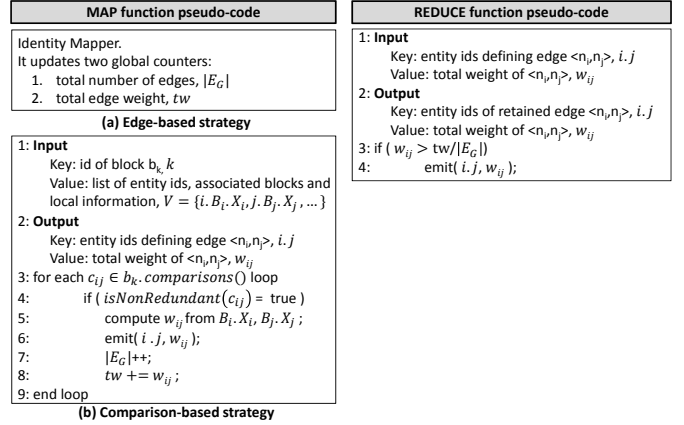 MAP function pseudo-code
Identity Mapper.
It updates two global counters:
1. total number of edges, |E_G|
2. total edge weight, tw
(a) Edge-based strategy
1: Input
Key: id of block b_k, k
Value: list of entity ids, associated blocks and
local information, V = {i.B_i.X_i, j.B_j.X_j, … }
2: Output
Key: entity ids defining edge <n_i,n_j>, i.j
Value: total weight of <n_i,n_j>, w_ij
3: for each c_ij ∈ b_k.comparisons() loop
4: if ( isNonRedundant(c_ij) = true )
5: compute w_ij from B_i.X_i, B_j.X_j ;
6: emit( i .j, w_ij);
7: |E_G|++;
8: tw += w_ij ;
9: end loop
(b) Comparison-based strategy
REDUCE function pseudo-code
1: Input
Key: entity ids defining edge <n_i,n_j>, i.j
Value: total weight of <n_i,n_j>, w_ij
2: Output
Key: entity ids of retained edge <n_i,n_j>, i.j
Value: total weight of <n_i,n_j>, w_ij
3: if ( w_ij > tw/|E_G|)
4: emit( i.j, w_ij);